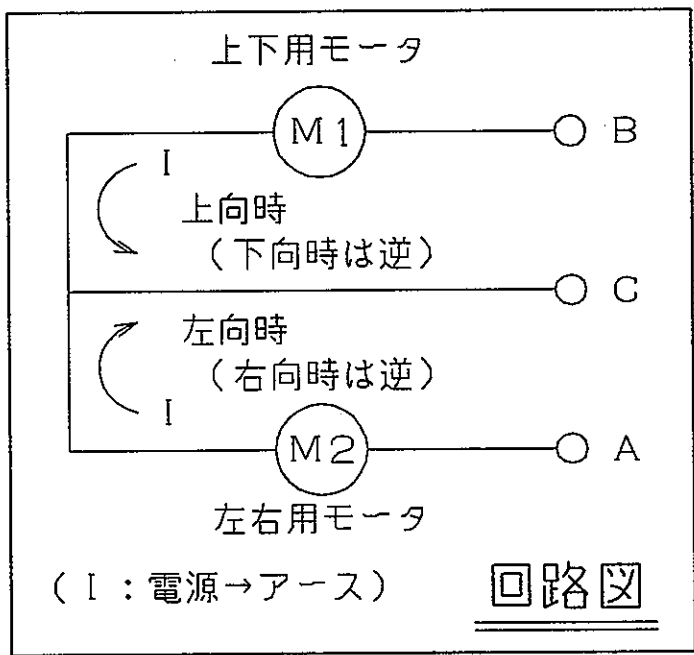 上下用モータ
M1
B
I
上向時
(下向時は逆)
C
左向時
(右向時は逆)
I
M2
A
左右用モータ
(I:電源→アース)
回路図